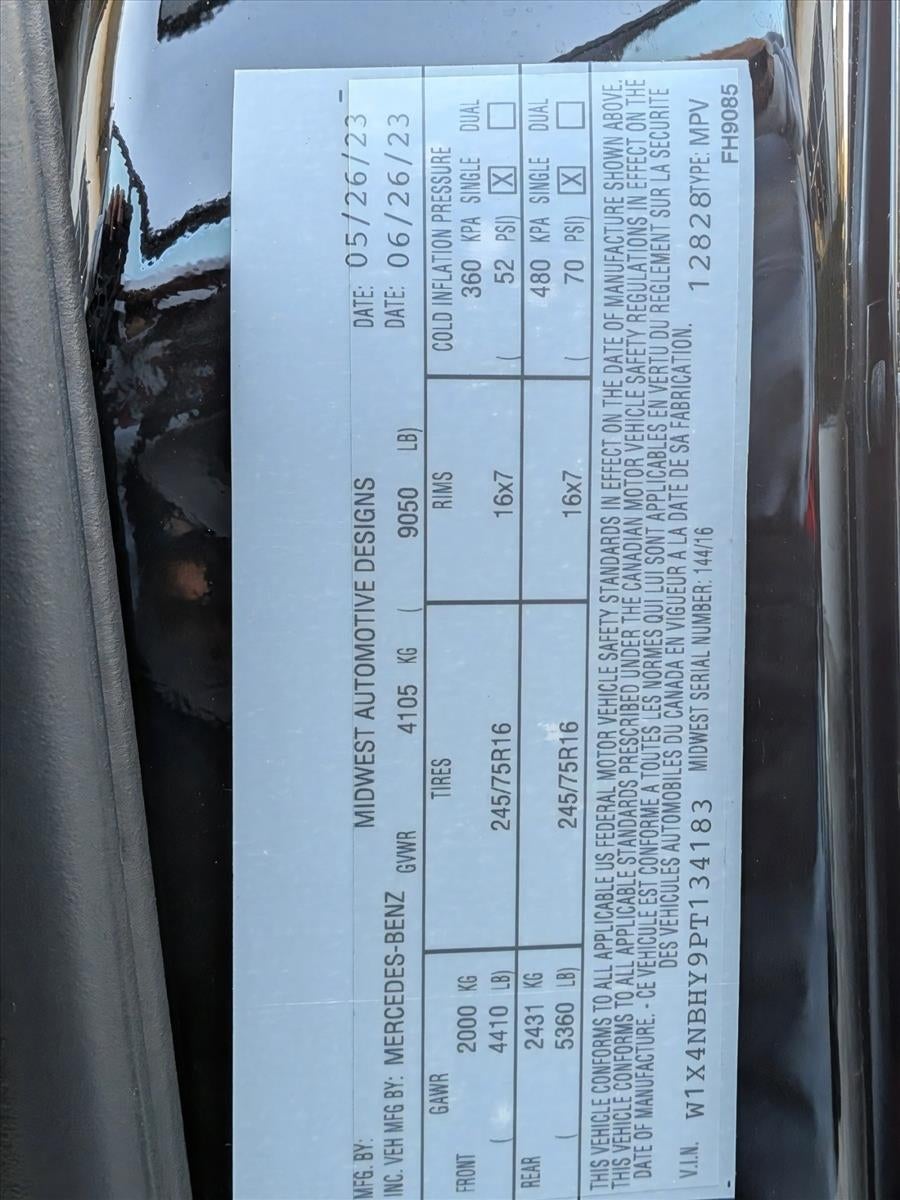 MFG. BY: MIDWEST AUTOMOTIVE DESIGNS DATE: 05/26/23 -
INC. VEH MFG BY: MERCEDES-BENZ GVWR 4105 KG ( 9050 LB) DATE: 06/26/23
GAWR TIRES RIMS COLD INFLATION PRESSURE
FRONT 2000 KG 360 KPA SINGLE DUAL
( 4410 LB) 245/75R16 16x7 ( 52 PSI) X
REAR 2431 KG 480 KPA SINGLE DUAL
( 5360 LB) 245/75R16 16x7 ( 70 PSI) X
THIS VEHICLE CONFORMS TO ALL APPLICABLE US FEDERAL MOTOR VEHICLE SAFETY STANDARDS IN EFFECT ON THE DATE OF MANUFACTURE SHOWN ABOVE.
THIS VEHICLE CONFORMS TO ALL APPLICABLE STANDARDS PRESCRIBED UNDER THE CANADIAN MOTOR VEHICLE SAFETY REGULATIONS IN EFFECT ON THE
DATE OF MANUFACTURE. - CE VEHICULE EST CONFORME A TOUTES LES NORMES QUI LUI SONT APPLICABLES EN VERTU DU REGLEMENT SUR LA SECURITE
DES VEHICULES AUTOMOBILES DU CANADA EN VIGUEUR A LA DATE DE SA FABRICATION.
V.I.N. W1X4NBHY9PT134183 MIDWEST SERIAL NUMBER: 144/16 12828 TYPE: MPV
FH9085